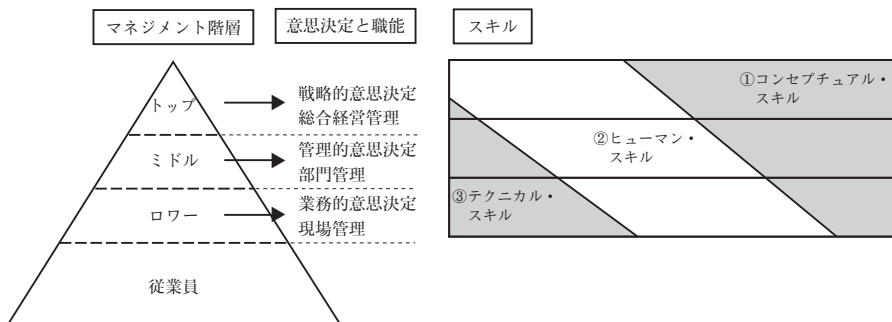 マネジメント階層
意思決定と職能
スキル
トップ
戦略的意思決定
総合経営管理
①コンセプチュアル・
スキル
ミドル
管理的意思決定
部門管理
②ヒューマン・
スキル
ロワー
業務的意思決定
現場管理
③テクニカル・
スキル
従業員